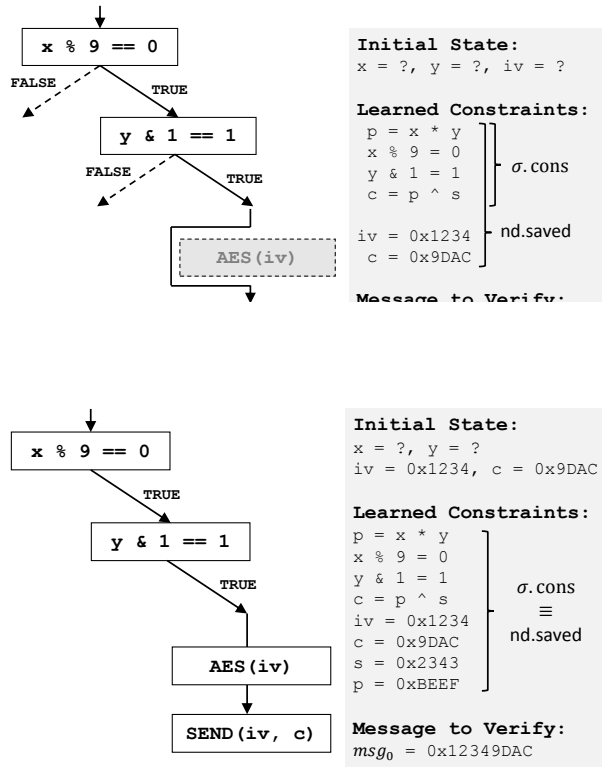 x % 9 == 0
FALSE
TRUE
y & 1 == 1
FALSE
TRUE
AES(iv)
Initial State:
x = ?, y = ?, iv = ?
Learned Constraints:
p = x * y
x % 9 = 0
y & 1 = 1
c = p ^ s
σ.cons
iv = 0x1234
c = 0x9DAC
nd.saved
Message to Verify:
x % 9 == 0
TRUE
y & 1 == 1
TRUE
AES(iv)
SEND(iv, c)
Initial State:
x = ?, y = ?
iv = 0x1234, c = 0x9DAC
Learned Constraints:
p = x * y
x % 9 = 0
y & 1 = 1
c = p ^ s
iv = 0x1234
c = 0x9DAC
s = 0x2343
p = 0xBEEF
σ.cons
≡
nd.saved
Message to Verify:
msg₀ = 0x12349DAC